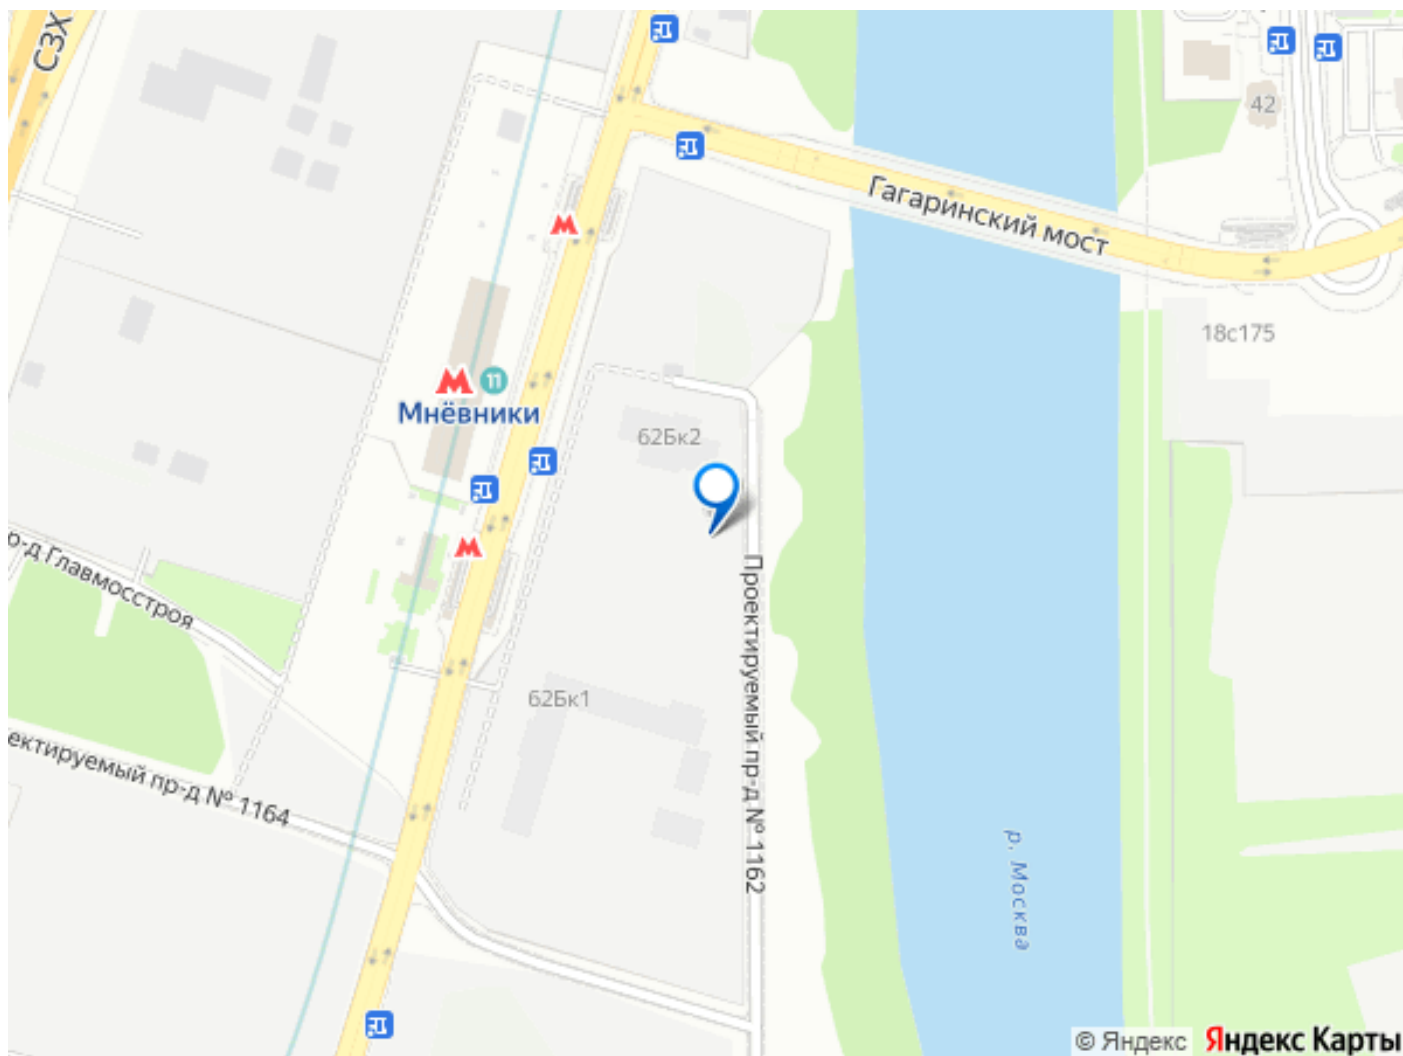 СЗХ
42
Гагаринский мост
18с175
М
М 11
Мнёвники
62Бк2
М
р-д Главмосстроя
Проектируемый пр-д № 1162
62Бк1
ектируемый пр-д № 1164
р. Москва
© Яндекс Яндекс Карты